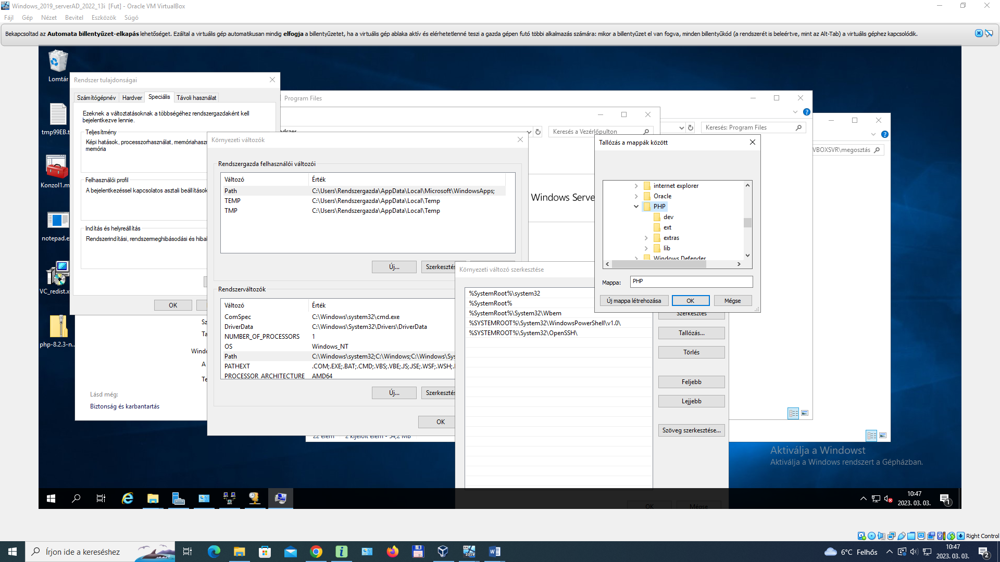 Windows_2019_serverAD_2022_13i [Fut] - Oracle VM VirtualBox
Fájl Gép Nézet Bevitel Eszközök Súgó
Bekapcsoltad az Automata billentyűzet-elkapás lehetőséget. Ezáltal a virtuális gép automatikusan mindig elfogja a billentyűzetet, ha a virtuális gép ablaka aktív és elérhetetlenné teszi a gazda gépen futó többi alkalmazás számára: mikor a billentyűzet el van fogva, minden billentyűkód (a rendszerét is beleértve, mint az Alt-Tab) a virtuális géphez kapcsolódik.
Lomtár
tmp99EB.t
Konzol1.m
notepad.e
VC_redist.x
php-8.2.3-n...
Rendszer tulajdonságai
Számítógépnév Hardver Speciális Távoli használat
Ezeknek a változtatásoknak a többségéhez rendszergazdaként kell
bejelentkezve lennie.
Teljesítmény
Képi hatások, processzorhasználat, memóriahasz
memória
Felhasználói profil
A bejelentkezéssel kapcsolatos asztali beállítások
Indítás és helyreállítás
Rendszerindítási, rendszermeghibásodási és hiba
OK
Sz
Ta
Windo
A
Te
Lásd még:
Biztonság és karbantartás
Program Files
Keresés: Program Files
Keresés a Vezérlőpulton
VBOXSVR\megosztás
Windows Serve
22 elem 2 kijelölt elem - 54,2 MB
Környezeti változók
Rendszergazda felhasználói változói
Változó Érték
Path C:\Users\Rendszergazda\AppData\Local\Microsoft\WindowsApps;
TEMP C:\Users\Rendszergazda\AppData\Local\Temp
TMP C:\Users\Rendszergazda\AppData\Local\Temp
Új... Szerkesztés
Rendszerváltozók
Változó Érték
ComSpec C:\Windows\system32\cmd.exe
DriverData C:\Windows\System32\Drivers\DriverData
NUMBER_OF_PROCESSORS 1
OS Windows_NT
Path C:\Windows\system32;C:\Windows;C:\Windows\Sys
PATHEXT .COM;.EXE;.BAT;.CMD;.VBS;.VBE;.JS;.JSE;.WSF;.WSH;.
PROCESSOR_ARCHITECTURE AMD64
Új... Szerkesztés
OK
Környezeti változó szerkesztése
%SystemRoot%\system32
%SystemRoot%
%SystemRoot%\System32\Wbem
%SYSTEMROOT%\System32\WindowsPowerShell\v1.0\
%SYSTEMROOT%\System32\OpenSSH\
Szerkesztés
Tallózás...
Törlés
Feljebb
Lejjebb
Szöveg szerkesztése...
OK Mégse
Tallózás a mappák között
internet explorer
Oracle
PHP
dev
ext
extras
lib
Windows Defender
Mappa: PHP
Új mappa létrehozása OK Mégse
Aktiválja a Windowst
Aktiválja a Windows rendszert a Gépházban.
10:47
2023. 03. 03.
1
Right Control
Írjon ide a kereséshez
2019
6°C Felhős
10:47
2023. 03. 03.
2